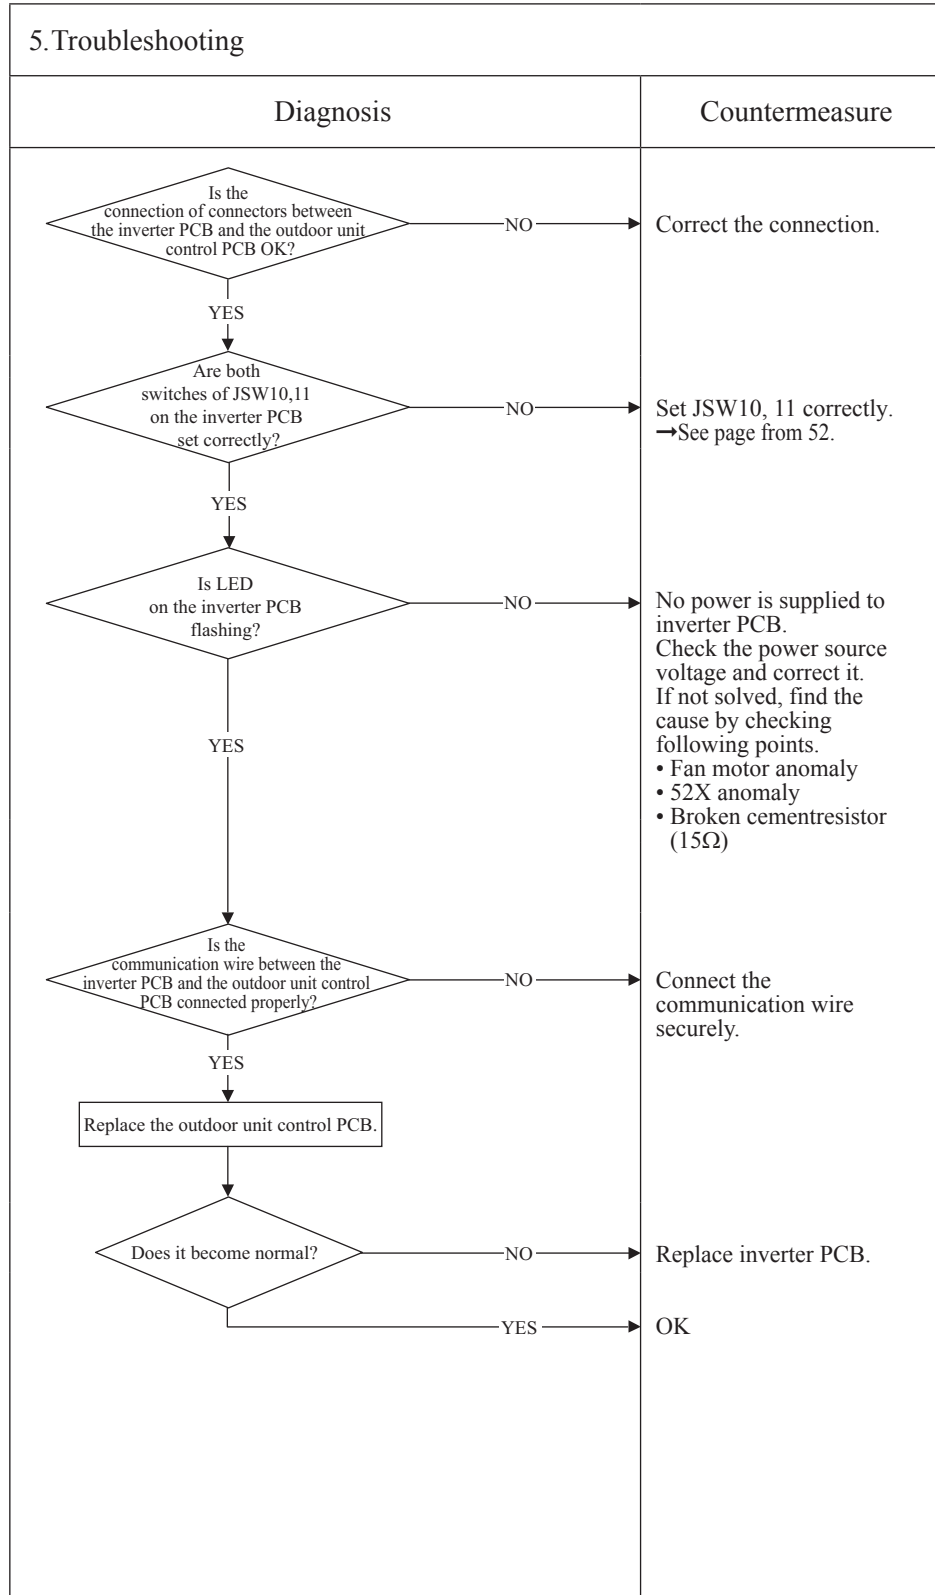 5.Troubleshooting
Diagnosis
Countermeasure
Is the
connection of connectors between
the inverter PCB and the outdoor unit
control PCB OK?
NO
Correct the connection.
YES
Are both
switches of JSW10,11
on the inverter PCB
set correctly?
NO
Set JSW10, 11 correctly.
→See page from 52.
YES
Is LED
on the inverter PCB
flashing?
NO
No power is supplied to
inverter PCB.
Check the power source
voltage and correct it.
If not solved, find the
cause by checking
following points.
• Fan motor anomaly
• 52X anomaly
• Broken cementresistor
(15Ω)
YES
Is the
communication wire between the
inverter PCB and the outdoor unit control
PCB connected properly?
NO
Connect the
communication wire
securely.
YES
Replace the outdoor unit control PCB.
Does it become normal?
NO
Replace inverter PCB.
YES
OK